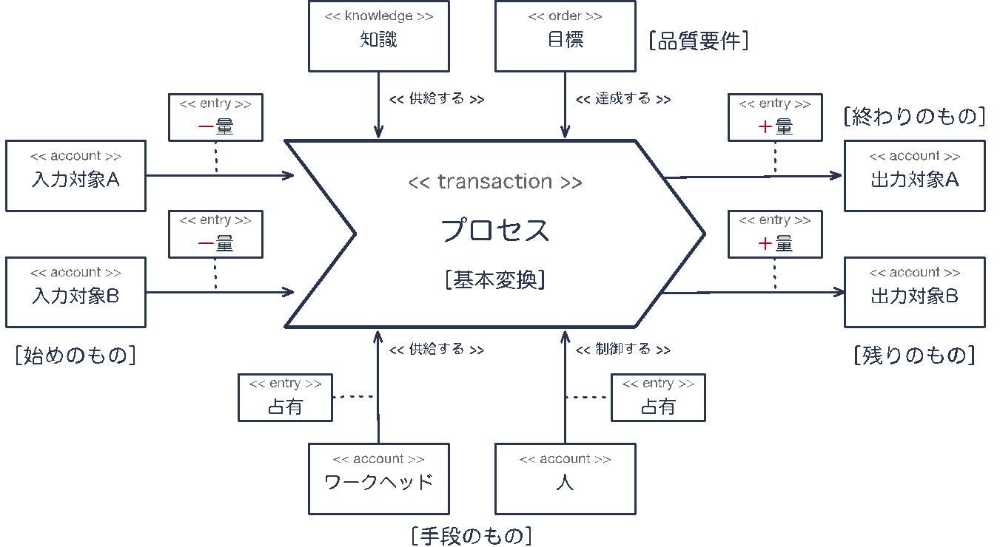 << knowledge >>
知識
<< order >>
目標
[品質要件]
<< 供給する >>
<< 達成する >>
<< entry >>
−量
<< entry >>
+量
[終わりのもの]
<< account >>
入力対象A
<< transaction >>
プロセス
[基本変換]
<< account >>
出力対象A
<< entry >>
−量
<< entry >>
+量
<< account >>
入力対象B
<< account >>
出力対象B
[始めのもの]
<< 供給する >>
<< 制御する >>
[残りのもの]
<< entry >>
占有
<< entry >>
占有
<< account >>
ワークヘッド
<< account >>
人
[手段のもの]